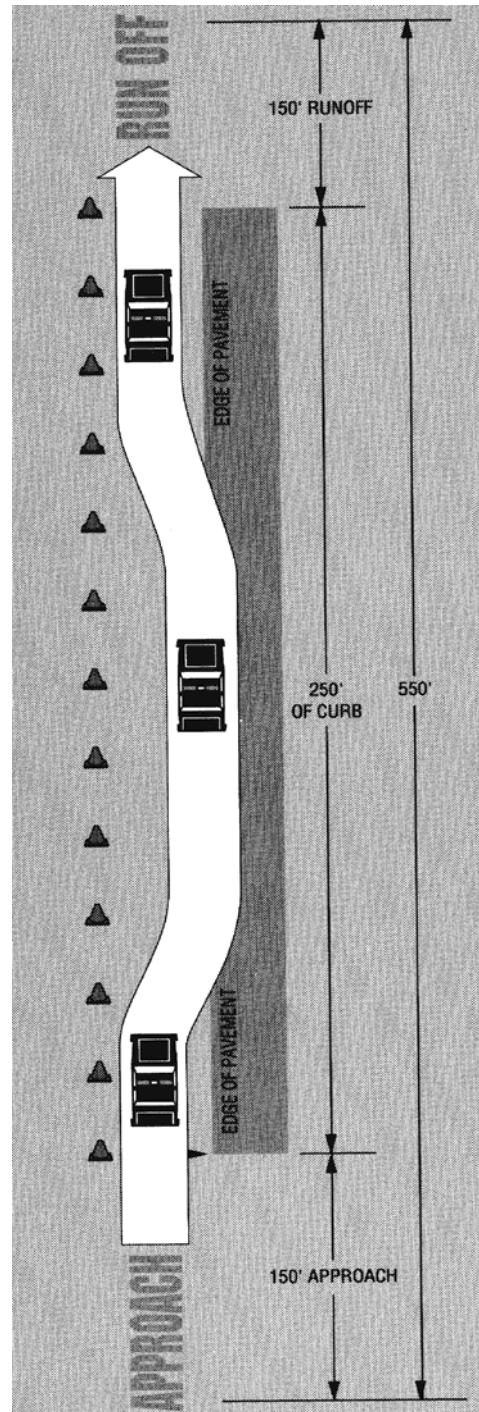 RUN OFF
150' RUNOFF
EDGE OF PAVEMENT
250'
OF CURB
550'
EDGE OF PAVEMENT
150' APPROACH
APPROACH